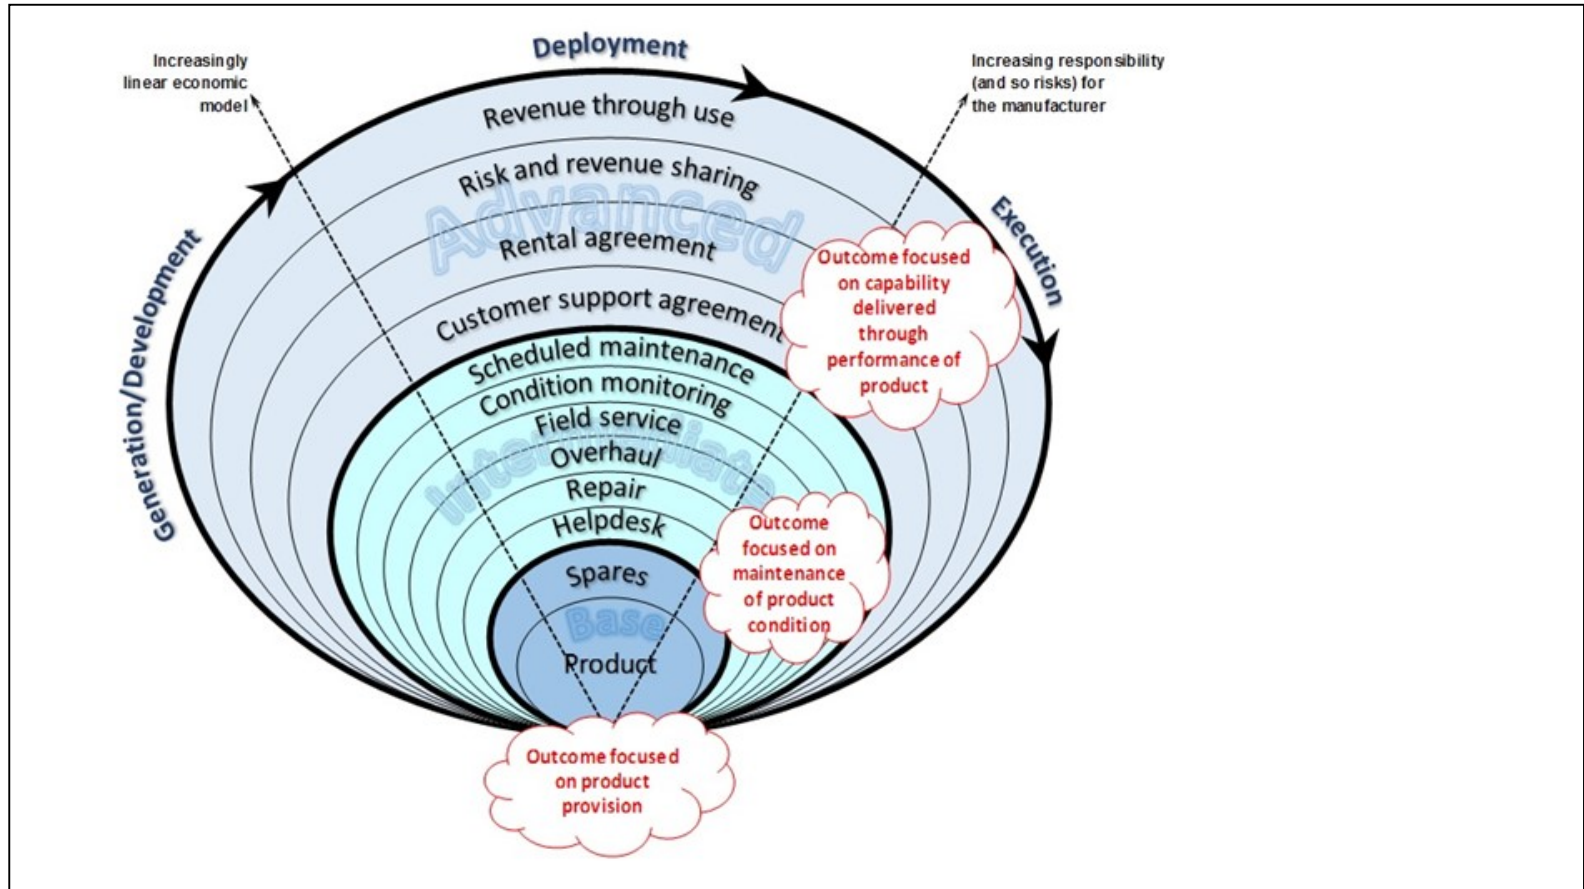 Deployment
Increasingly
linear economic
model
Increasing responsibility
(and so risks) for
the manufacturer
Generation/Development
Execution
Revenue through use
Risk and revenue sharing
Advanced
Rental agreement
Customer support agreement
Outcome focused
on capability
delivered
through
performance of
product
Scheduled maintenance
Condition monitoring
Field service
Intermediate
Overhaul
Repair
Helpdesk
Outcome
focused on
maintenance
of product
condition
Spares
Base
Product
Outcome focused
on product
provision